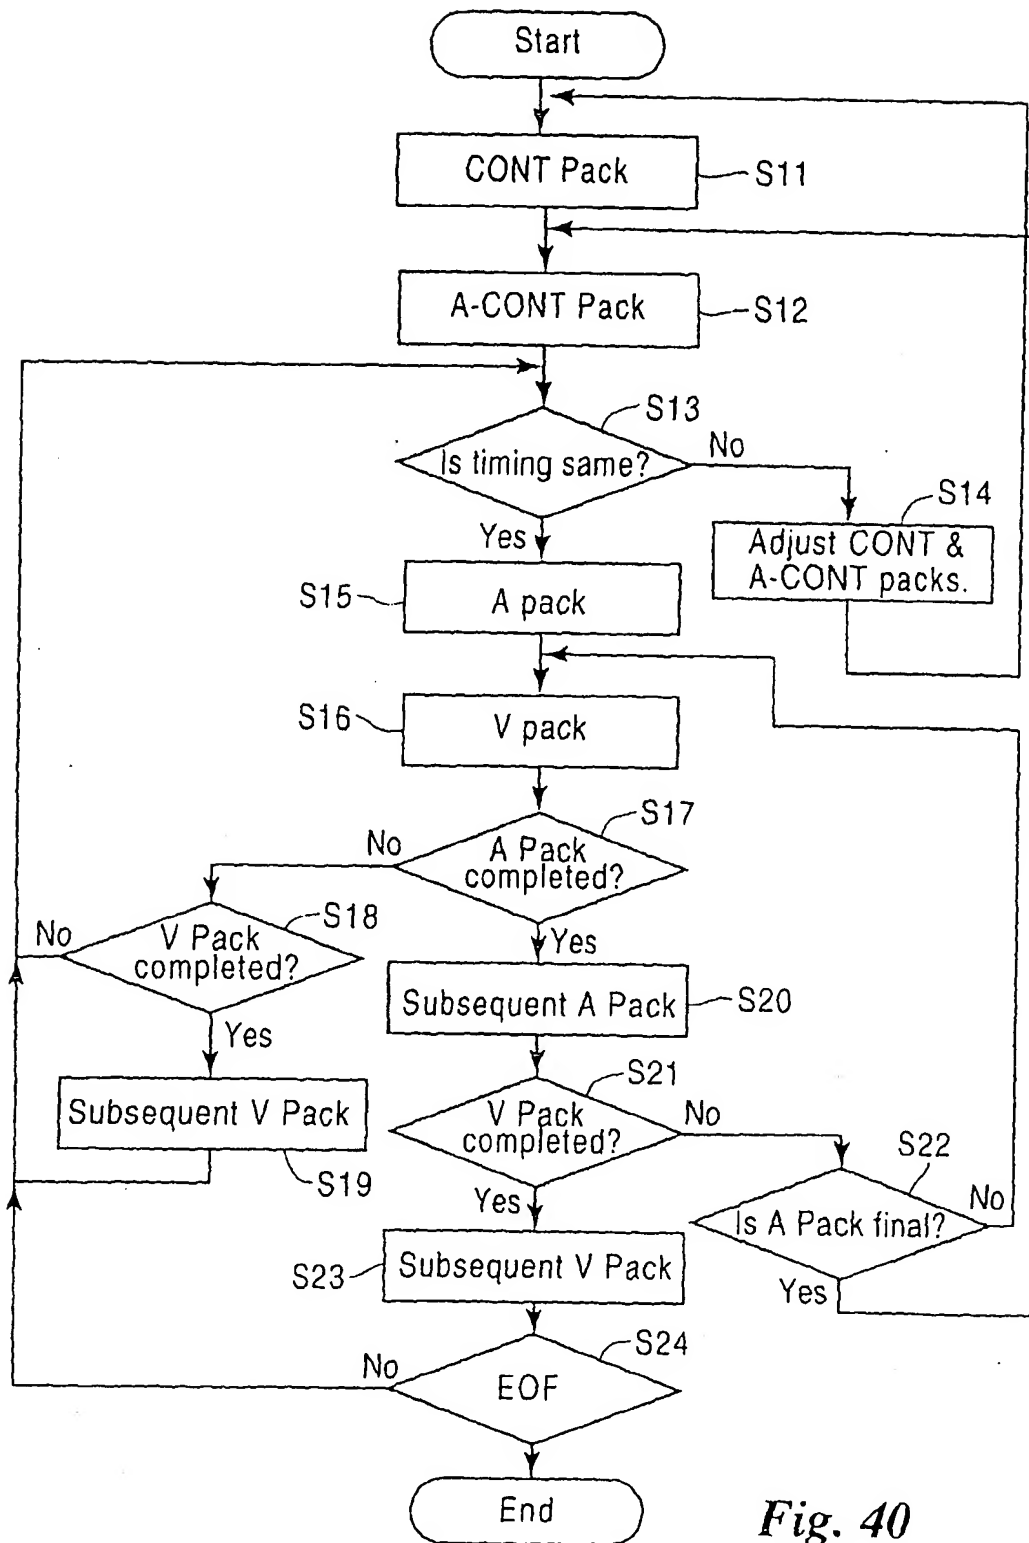 Start
CONT Pack
S11
A-CONT Pack
S12
S13
Is timing same?
No
S14
Adjust CONT &
A-CONT packs.
Yes
S15
A pack
S16
V pack
S17
A Pack
completed?
No
S18
V Pack
completed?
No
Yes
Subsequent V Pack
S19
Yes
Subsequent A Pack
S20
S21
V Pack
completed?
No
S22
Is A Pack final?
No
Yes
Yes
S23
Subsequent V Pack
S24
EOF
No
End
Fig. 40